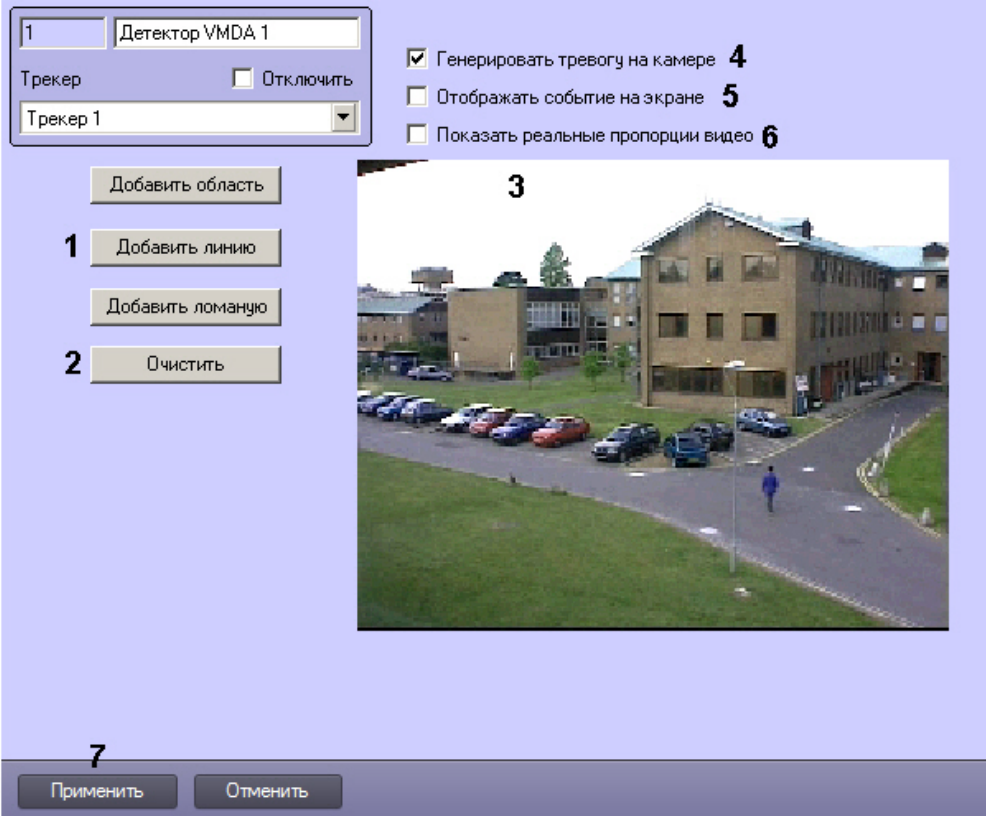 1 Детектор VMDA 1
Трекер Отключить
Трекер 1
Генерировать тревогу на камере 4
Отображать событие на экране 5
Показать реальные пропорции видео 6
Добавить область
3
1 Добавить линию
Добавить ломаную
2 Очистить
7
Применить Отменить